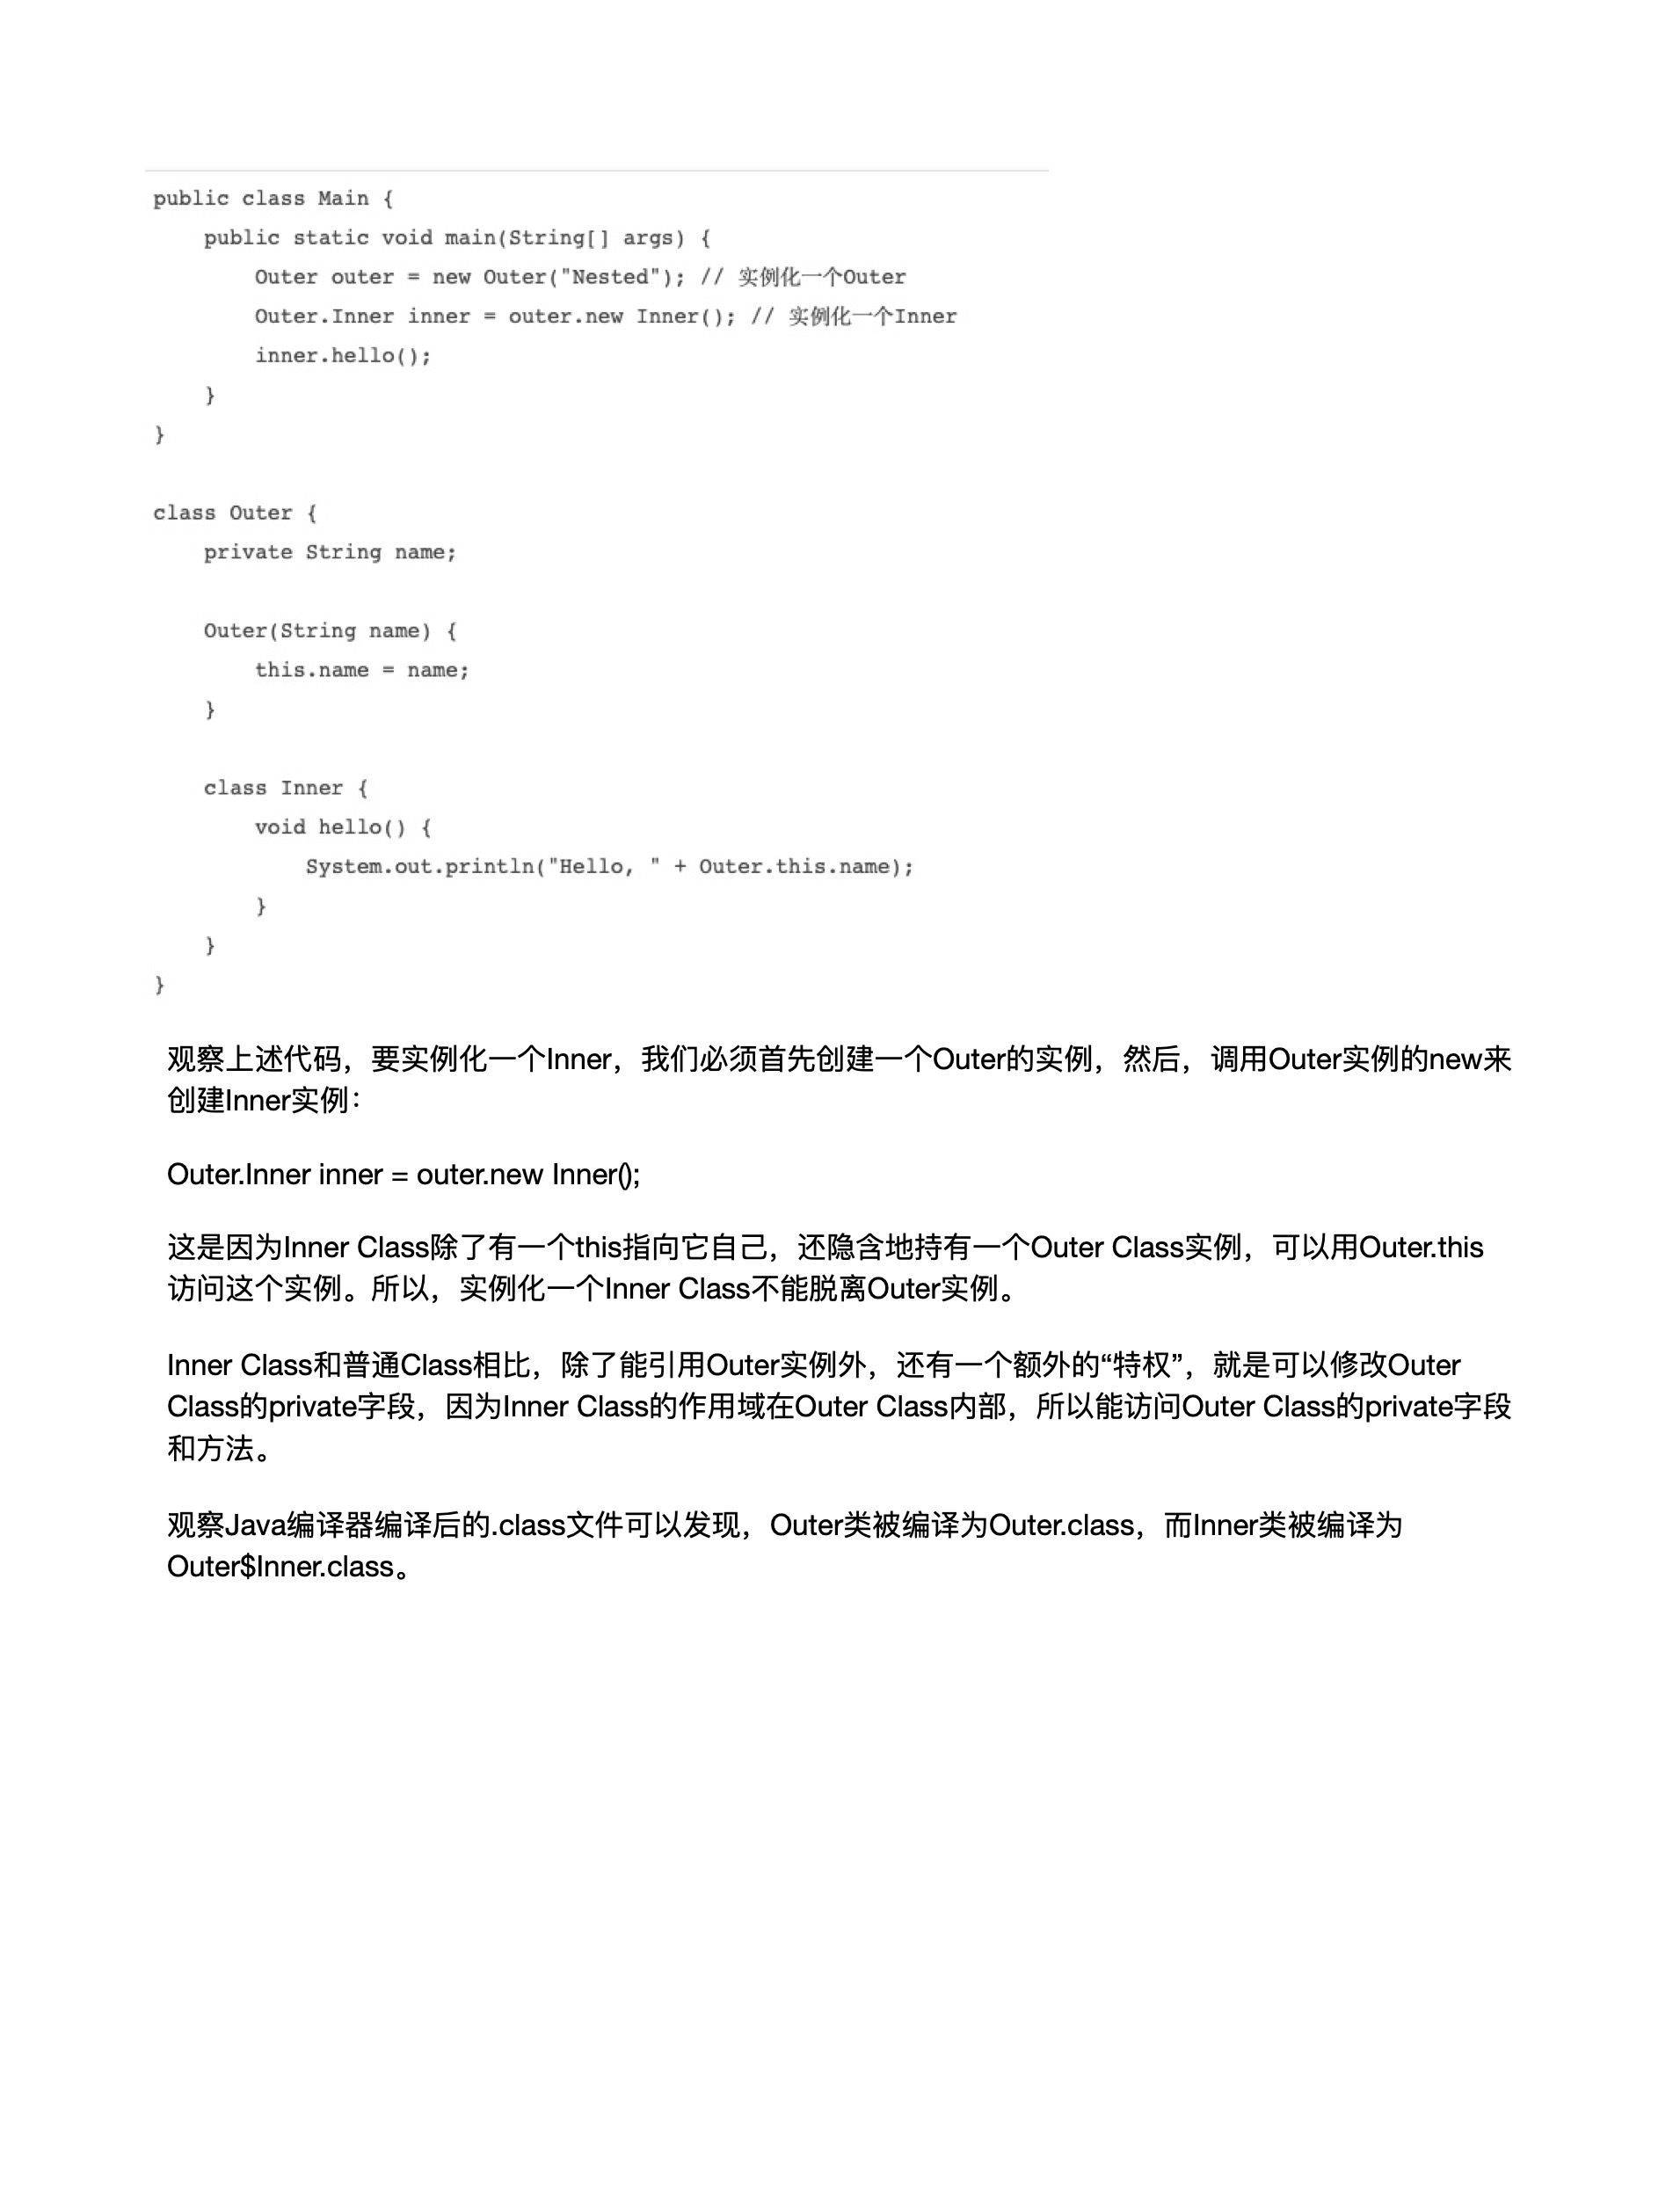 public class Main {
    public static void main(String[] args) {
        Outer outer = new Outer("Nested"); // 实例化一个Outer
        Outer.Inner inner = outer.new Inner(); // 实例化一个Inner
        inner.hello();
    }
}
class Outer {
    private String name;
    Outer(String name) {
        this.name = name;
    }
    class Inner {
        void hello() {
            System.out.println("Hello, " + Outer.this.name);
        }
    }
}
观察上述代码，要实例化一个Inner，我们必须首先创建一个Outer的实例，然后，调用Outer实例的new来
创建Inner实例：
Outer.Inner inner = outer.new Inner();
这是因为Inner Class除了有一个this指向它自己，还隐含地持有一个Outer Class实例，可以用Outer.this
访问这个实例。所以，实例化一个Inner Class不能脱离Outer实例。
Inner Class和普通Class相比，除了能引用Outer实例外，还有一个额外的“特权”，就是可以修改Outer
Class的private字段，因为Inner Class的作用域在Outer Class内部，所以能访问Outer Class的private字段
和方法。
观察Java编译器编译后的.class文件可以发现，Outer类被编译为Outer.class，而Inner类被编译为
Outer$Inner.class。